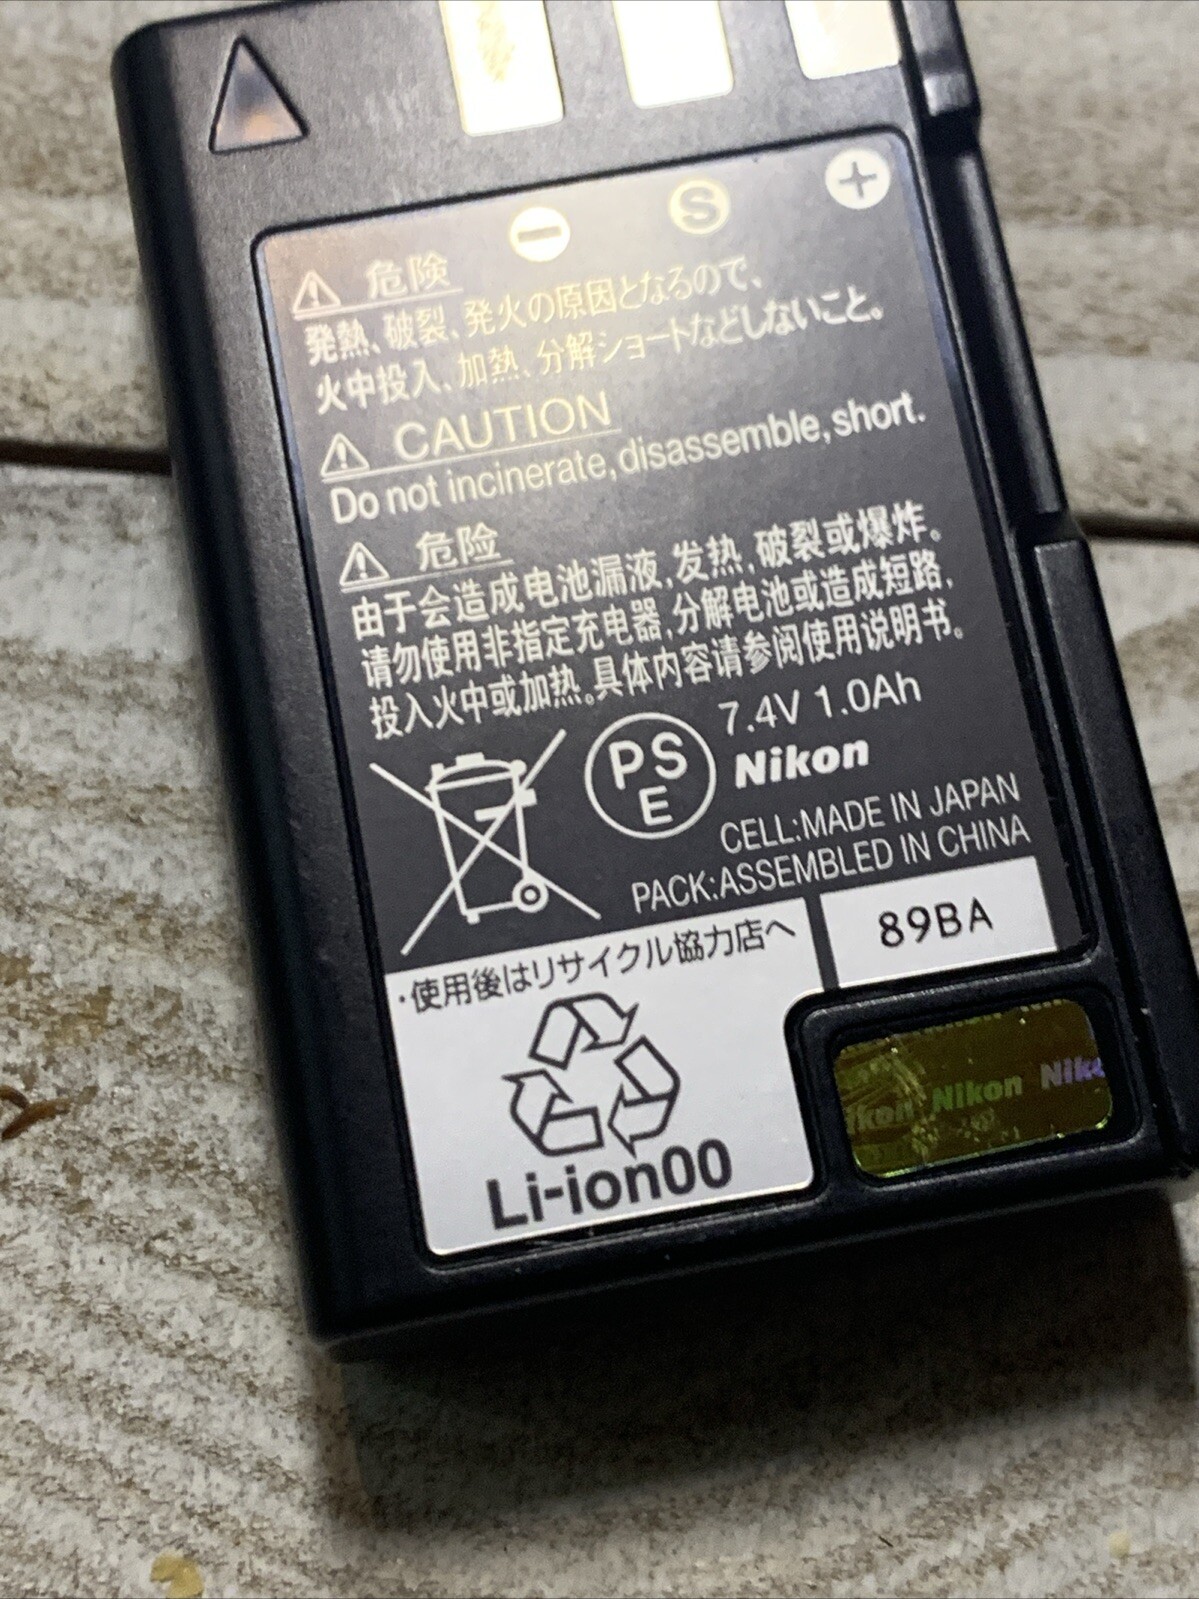 − S +
⚠ 危険
発熱、破裂、発火の原因となるので、
火中投入、加熱、分解ショートなどしないこと。
⚠ CAUTION
Do not incinerate, disassemble, short.
⚠ 危险
由于会造成电池漏液,发热,破裂或爆炸。
请勿使用非指定充电器,分解电池或造成短路,
投入火中或加热。具体内容请参阅使用说明书。
7.4V 1.0Ah
PS
E
Nikon
CELL:MADE IN JAPAN
PACK:ASSEMBLED IN CHINA
89BA
・使用後はリサイクル協力店へ
Li-ion00
Nikon Nikon